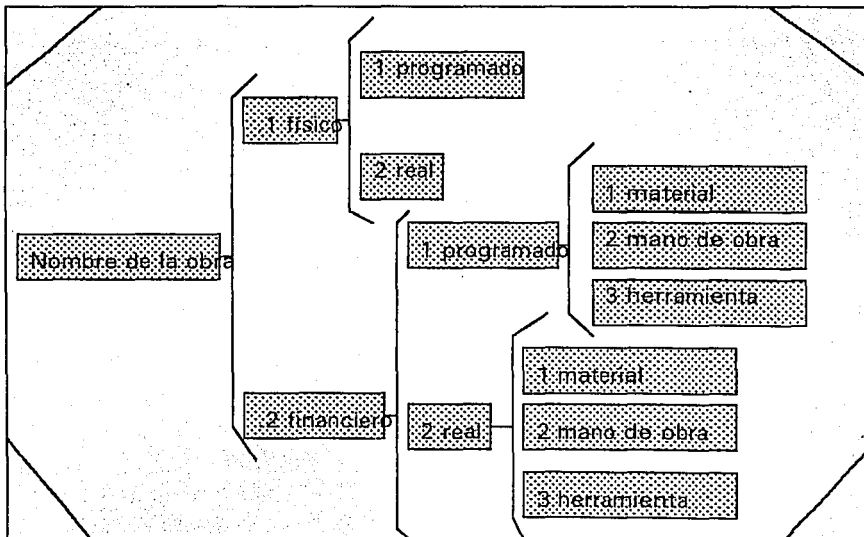 Nombre de la obra
.1 físico
1 programado
2 real
.2 financiero
1 programado
1 material
2 mano de obra
3 herramienta
2 real
1 material
2 mano de obra
3 herramienta